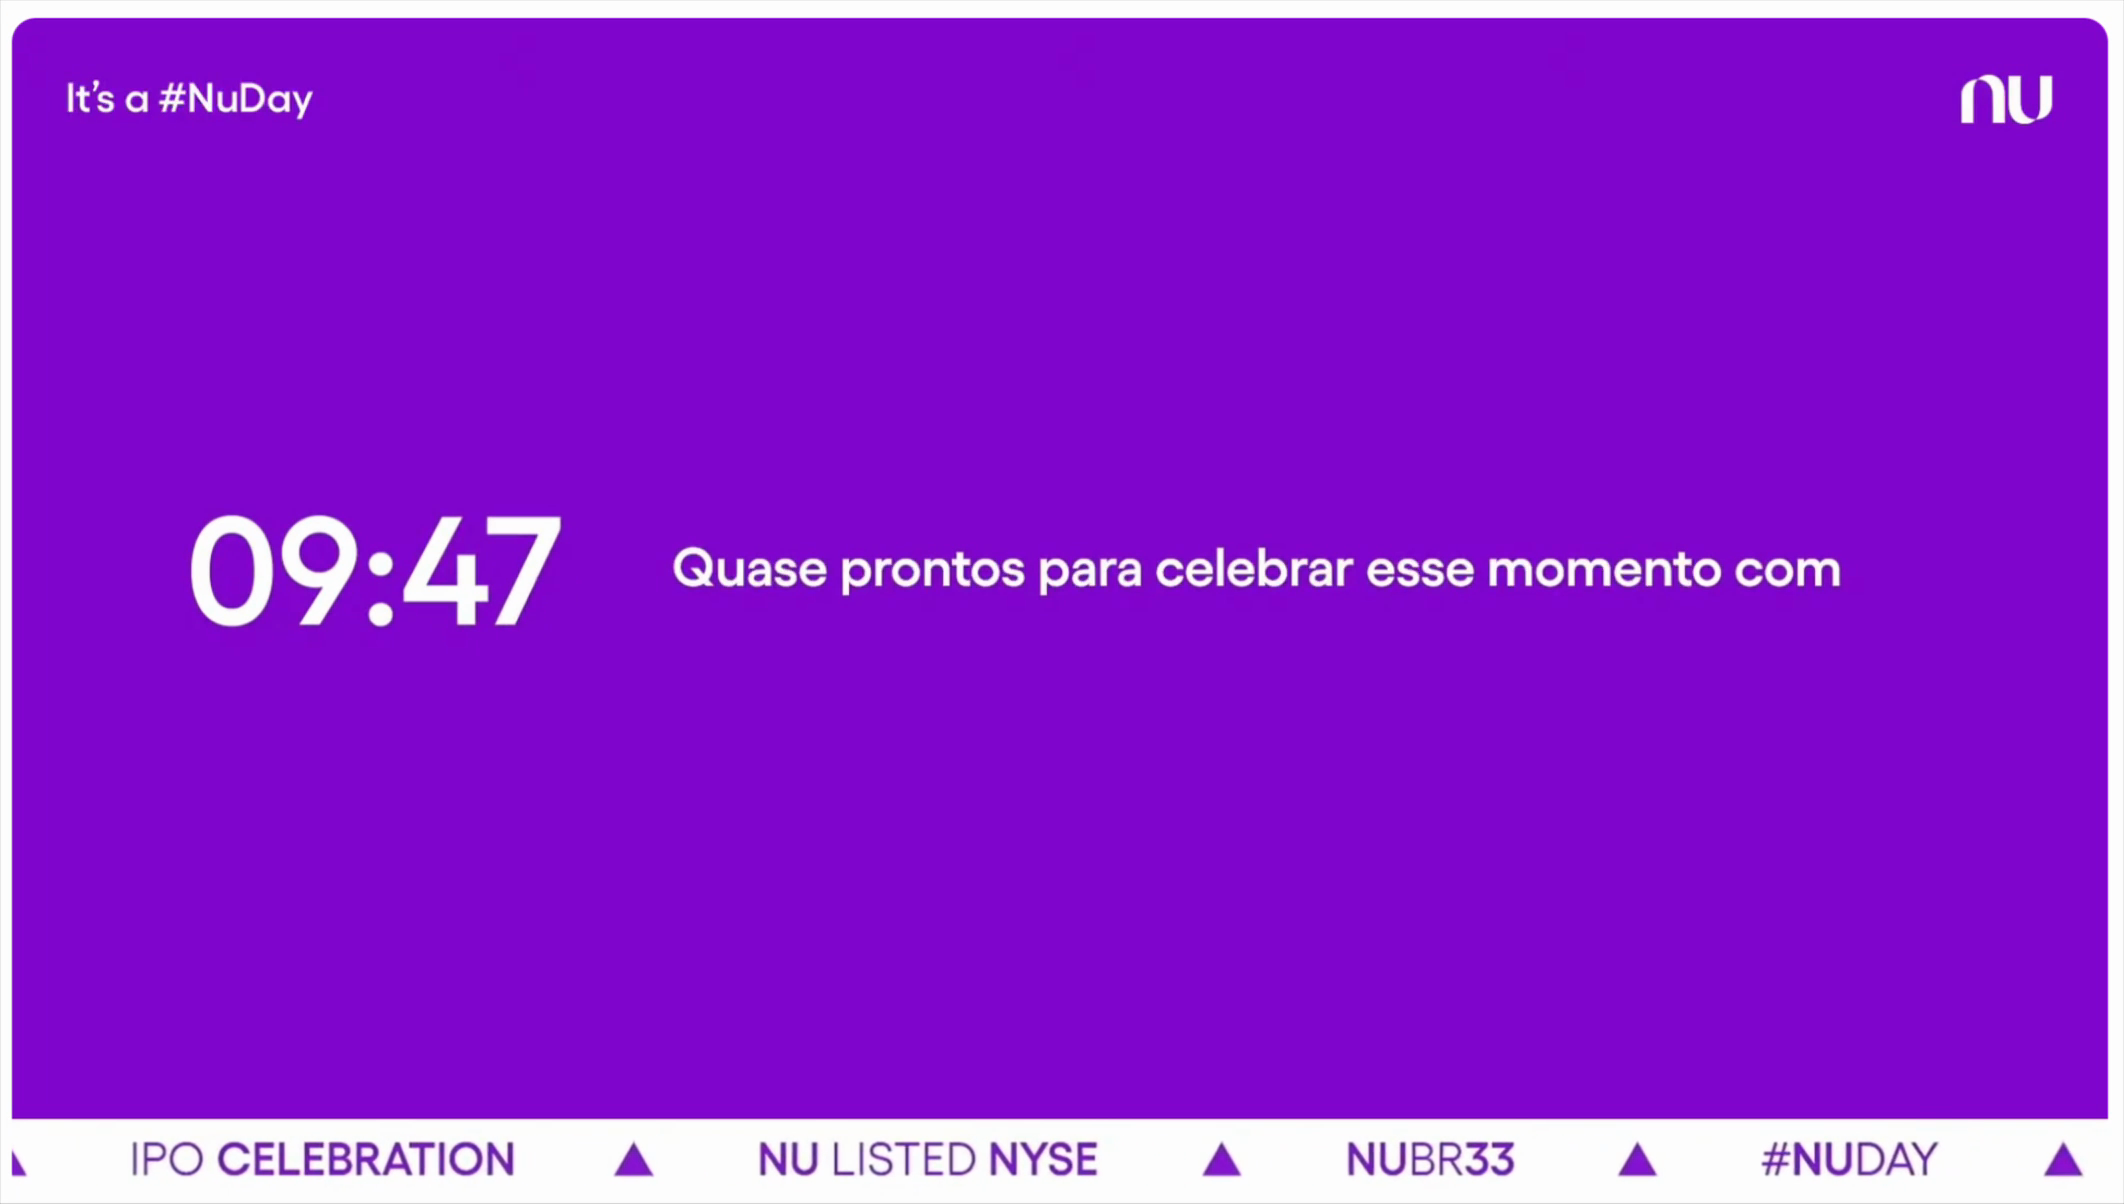 It's a #NuDay
nu
09:47
Quase prontos para celebrar esse momento com
IPO CELEBRATION ▲ NU LISTED NYSE ▲ NUBR33 ▲ #NUDAY ▲